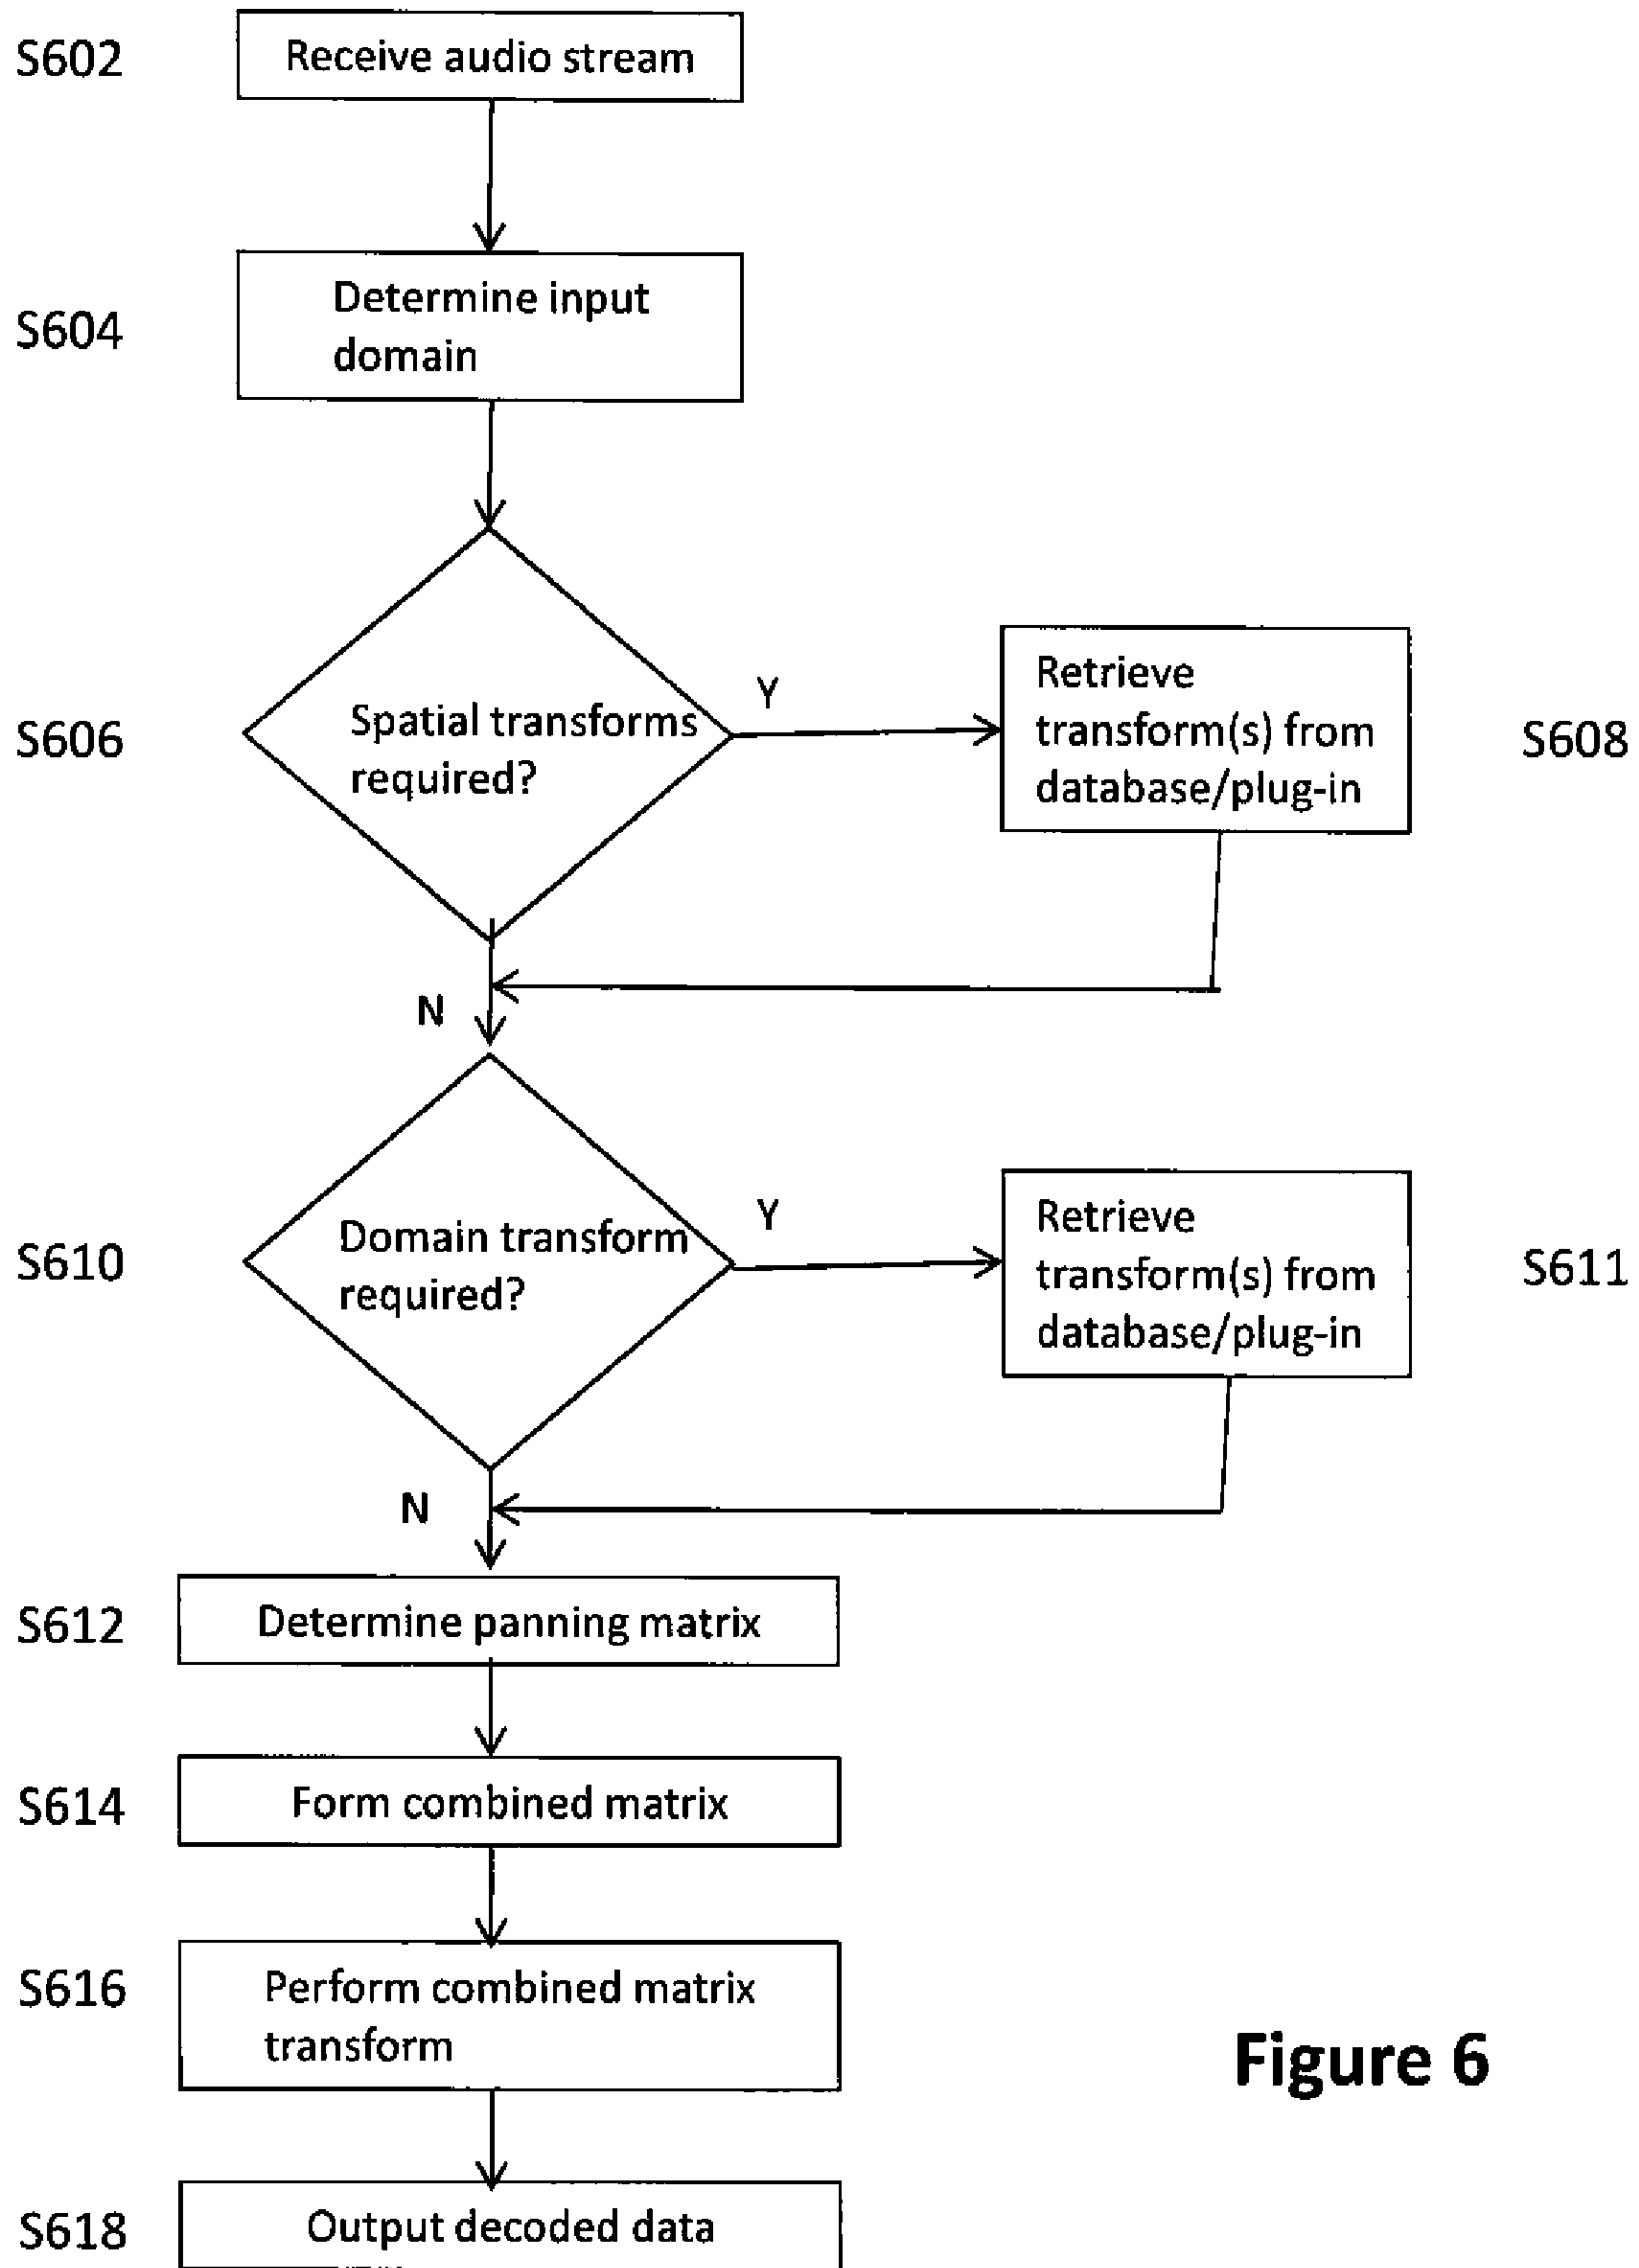 S602
Receive audio stream
S604
Determine input
domain
S606
Spatial transforms
required?
Y
Retrieve
transform(s) from
database/plug-in
S608
N
S610
Domain transform
required?
Y
Retrieve
transform(s) from
database/plug-in
S611
N
S612
Determine panning matrix
S614
Form combined matrix
S616
Perform combined matrix
transform
Figure 6
S618
Output decoded data